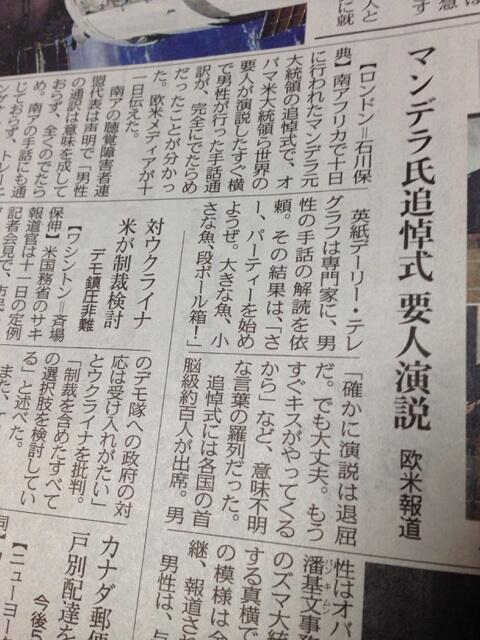 マンデラ氏追悼式 要人演説
欧米報道
【ロンドン=石川保
典】南アフリカで十日
に行われたマンデラ元
大統領の追悼式で、オ
バマ米大統領ら世界の
要人が演説したすぐ横
で男性が行った手話通
訳が、完全にでたらめ
だったことが分かっ
た。欧米メディアが十
一日伝えた。
南アの聴覚障害者連
盟代表は声明で「男性
の通訳は意味を成して
おらず、全くのでたら
め。南アの手話にも通
じておらず、トレーニ
英紙デーリー・テレ
グラフは専門家に、男
性の手話の解読を依
頼。その結果は、「さ
ー、パーティーを始め
ようぜ。大きな魚、小
さな魚、段ボール箱!」
「確かに演説は退屈
だ。でも大丈夫。もう
すぐキズがやってくる
から」など、意味不明
な言葉の羅列だった。
追悼式には各国の首
脳級約百人が出席。男
性はオバ
潘基文事務
のズマ大統
する真横で
の模様は全
継、報道さ
男性は、与
対ウクライナ
米が制裁検討
デモ鎮圧非難
【ワシントン=斉場
保伸】米国務省のサキ
報道官は十一日の定例
記者会見で、市民
のデモ隊への政府の対
応は受け入れがたい」
とウクライナを批判。
「制裁を含めたすべて
の選択肢を検討してい
る」と述べた。
また、
カナダ郵便
戸別配達を
今後5
【ニューヨー